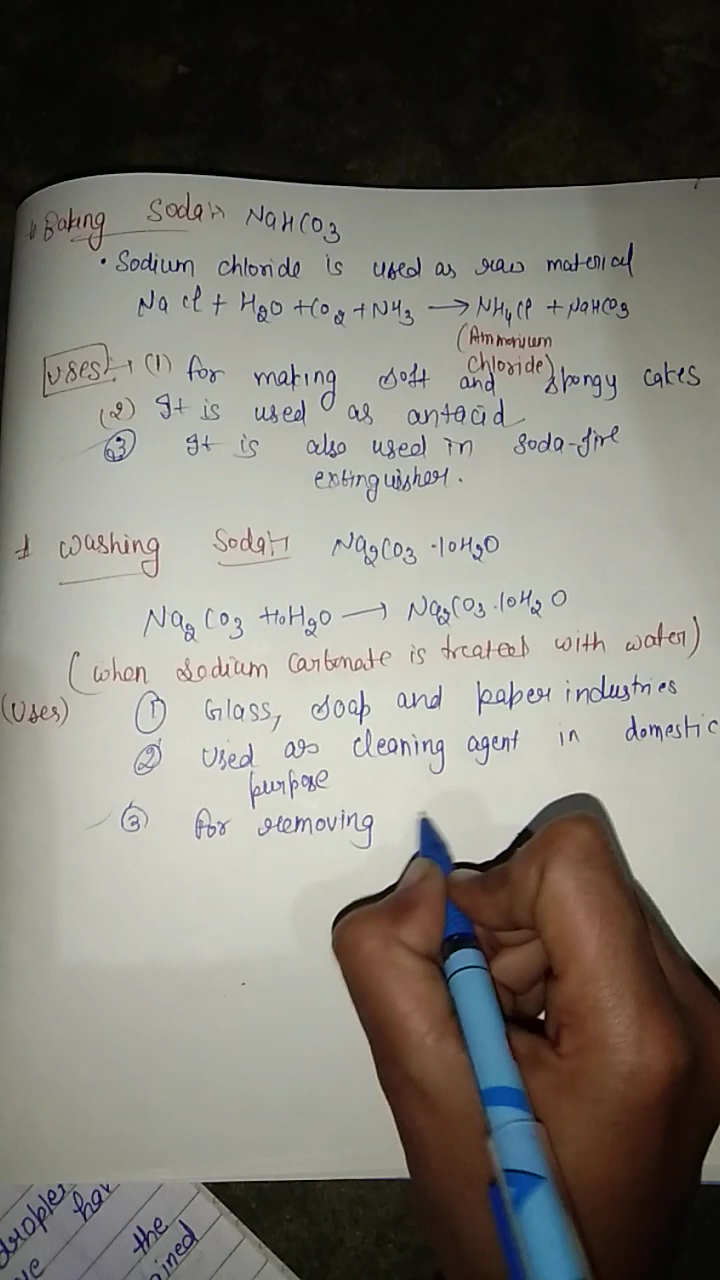 Baking Soda:- NaHCO3
• Sodium chloride is used as raw material
NaCl + H2O + CO2 + NH3 → NH4Cl + NaHCO3
(Ammonium
chloride)
Uses:- (1) for making soft and spongy cakes
(2) It is used as antacid
(3) It is also used in soda-fire
extinguisher.
Washing Soda:- Na2CO3 ·10H2O
Na2CO3 +10H2O → Na2CO3.10H2O
(when sodium carbonate is treated with water)
(Uses) (1) Glass, soap and paper industries
(2) Used as cleaning agent in domestic
purpose
(3) for removing
the